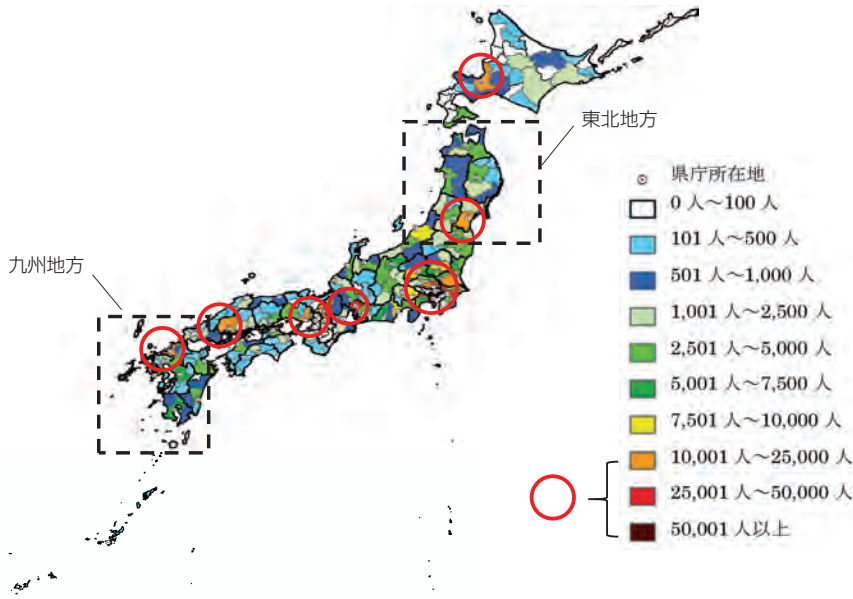 東北地方
九州地方
県庁所在地
0 人～100 人
101 人～500 人
501 人～1,000 人
1,001 人～2,500 人
2,501 人～5,000 人
5,001 人～7,500 人
7,501 人～10,000 人
10,001 人～25,000 人
25,001 人～50,000 人
50,001 人以上